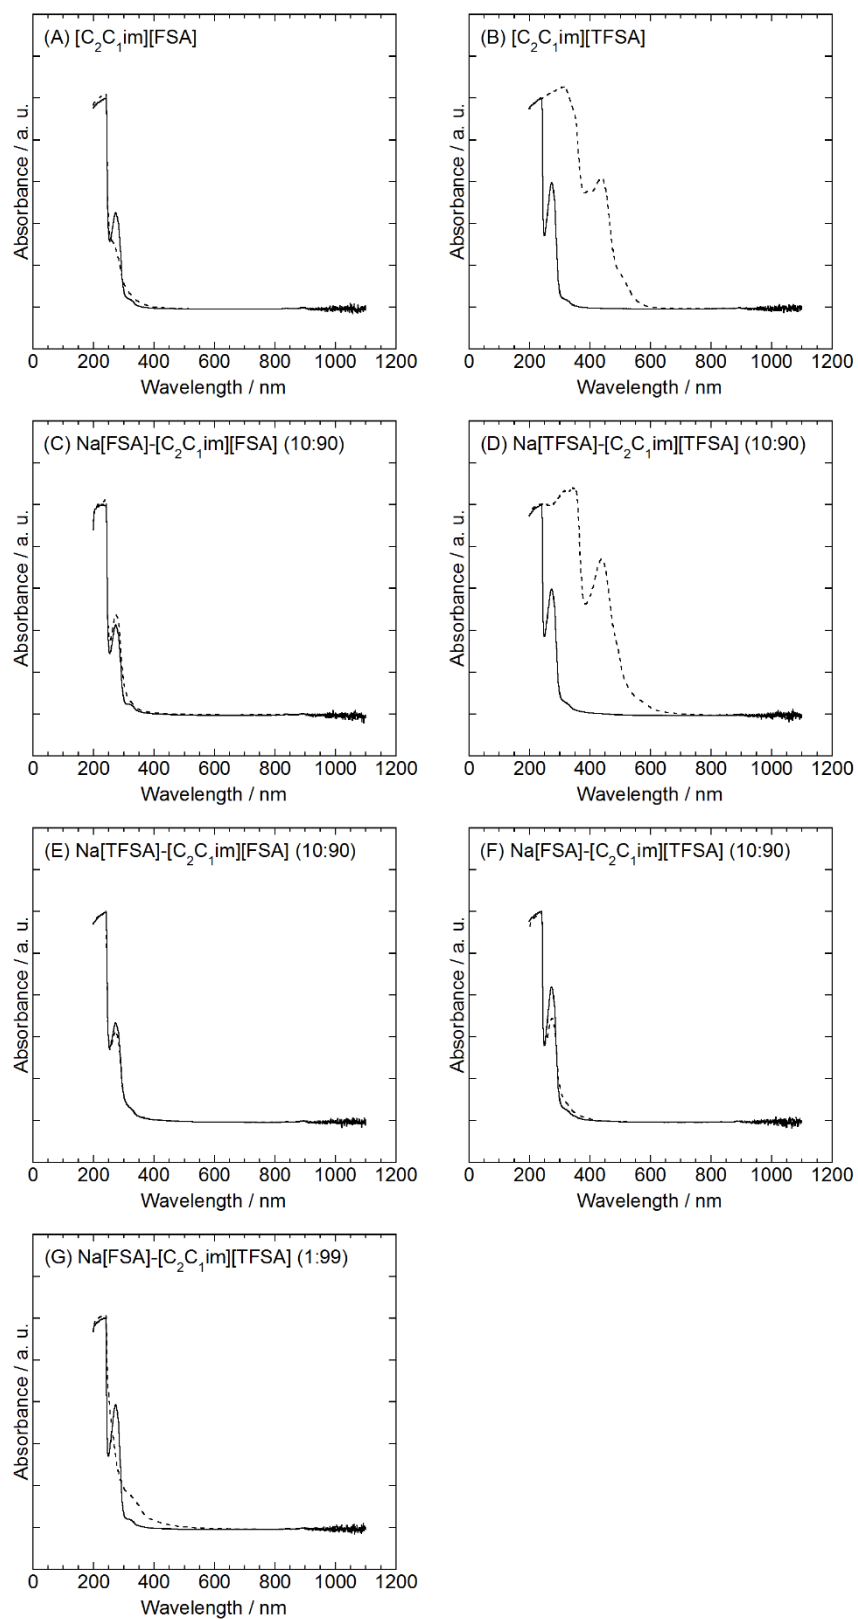 (A) [C₂C₁im][FSA]
Absorbance / a. u.
0 200 400 600 800 1000 1200
Wavelength / nm
(B) [C₂C₁im][TFSA]
Absorbance / a. u.
0 200 400 600 800 1000 1200
Wavelength / nm
(C) Na[FSA]-[C₂C₁im][FSA] (10:90)
Absorbance / a. u.
0 200 400 600 800 1000 1200
Wavelength / nm
(D) Na[TFSA]-[C₂C₁im][TFSA] (10:90)
Absorbance / a. u.
0 200 400 600 800 1000 1200
Wavelength / nm
(E) Na[TFSA]-[C₂C₁im][FSA] (10:90)
Absorbance / a. u.
0 200 400 600 800 1000 1200
Wavelength / nm
(F) Na[FSA]-[C₂C₁im][TFSA] (10:90)
Absorbance / a. u.
0 200 400 600 800 1000 1200
Wavelength / nm
(G) Na[FSA]-[C₂C₁im][TFSA] (1:99)
Absorbance / a. u.
0 200 400 600 800 1000 1200
Wavelength / nm